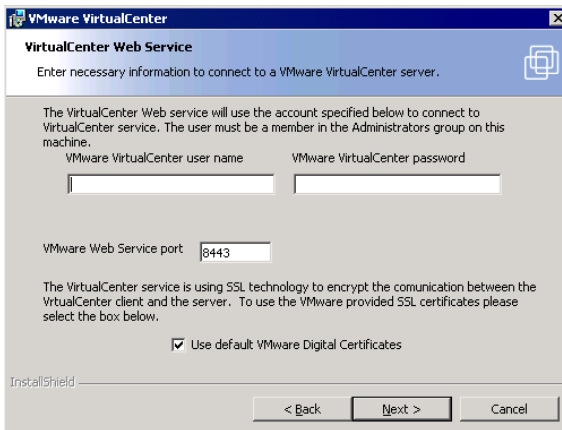 VMware VirtualCenter
VirtualCenter Web Service
Enter necessary information to connect to a VMware VirtualCenter server.
The VirtualCenter Web service will use the account specified below to connect to
VirtualCenter service. The user must be a member in the Administrators group on this
machine.
VMware VirtualCenter user name VMware VirtualCenter password
VMware Web Service port 8443
The VirtualCenter service is using SSL technology to encrypt the comunication between the
VrtualCenter client and the server. To use the VMware provided SSL certificates please
select the box below.
Use default VMware Digital Certificates
InstallShield
< Back Next > Cancel